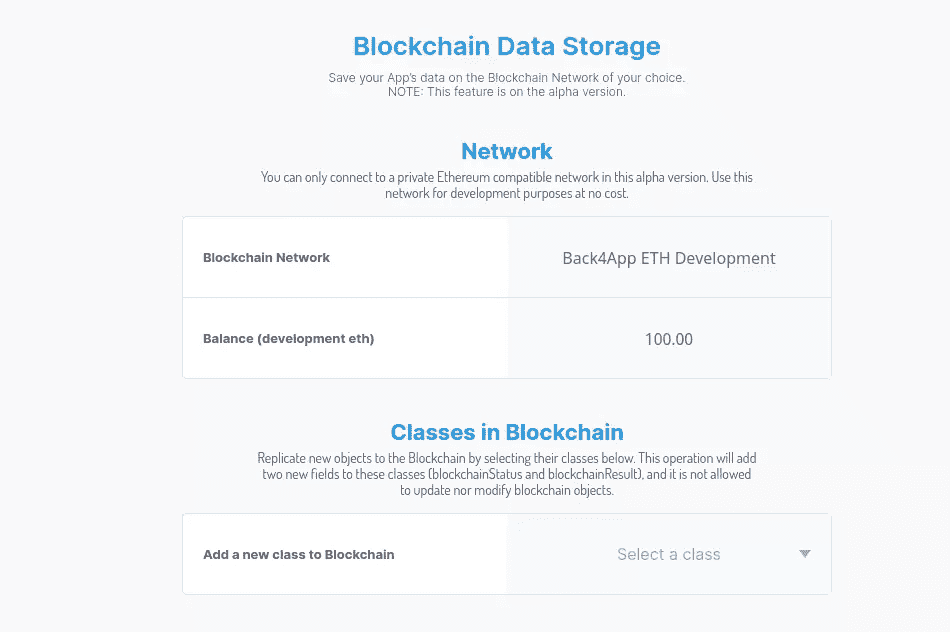 Blockchain Data Storage
Save your App's data on the Blockchain Network of your choice.
NOTE: This feature is on the alpha version.
Network
You can only connect to a private Ethereum compatible network in this alpha version. Use this
network for development purposes at no cost.
Blockchain Network
Back4App ETH Development
Balance (development eth)
100.00
Classes in Blockchain
Replicate new objects to the Blockchain by selecting their classes below. This operation will add
two new fields to these classes (blockchainStatus and blockchainResult), and it is not allowed
to update nor modify blockchain objects.
Add a new class to Blockchain
Select a class